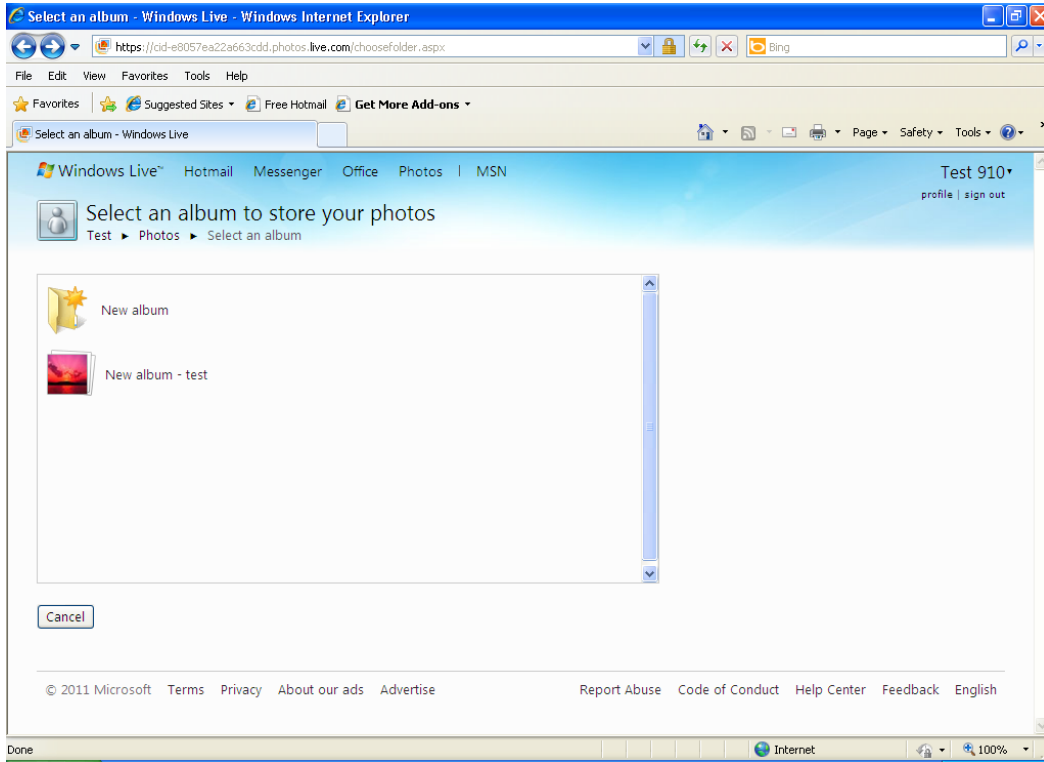 Select an album - Windows Live - Windows Internet Explorer
https://cid-e8057ea22a663cdd.photos.live.com/choosefolder.aspx Bing
File Edit View Favorites Tools Help
Favorites Suggested Sites Free Hotmail Get More Add-ons
Select an album - Windows Live Page Safety Tools
Windows Live™ Hotmail Messenger Office Photos | MSN Test 910
profile | sign out
Select an album to store your photos
Test ► Photos ► Select an album
New album
New album - test
Cancel
© 2011 Microsoft Terms Privacy About our ads Advertise Report Abuse Code of Conduct Help Center Feedback English
Done Internet 100%